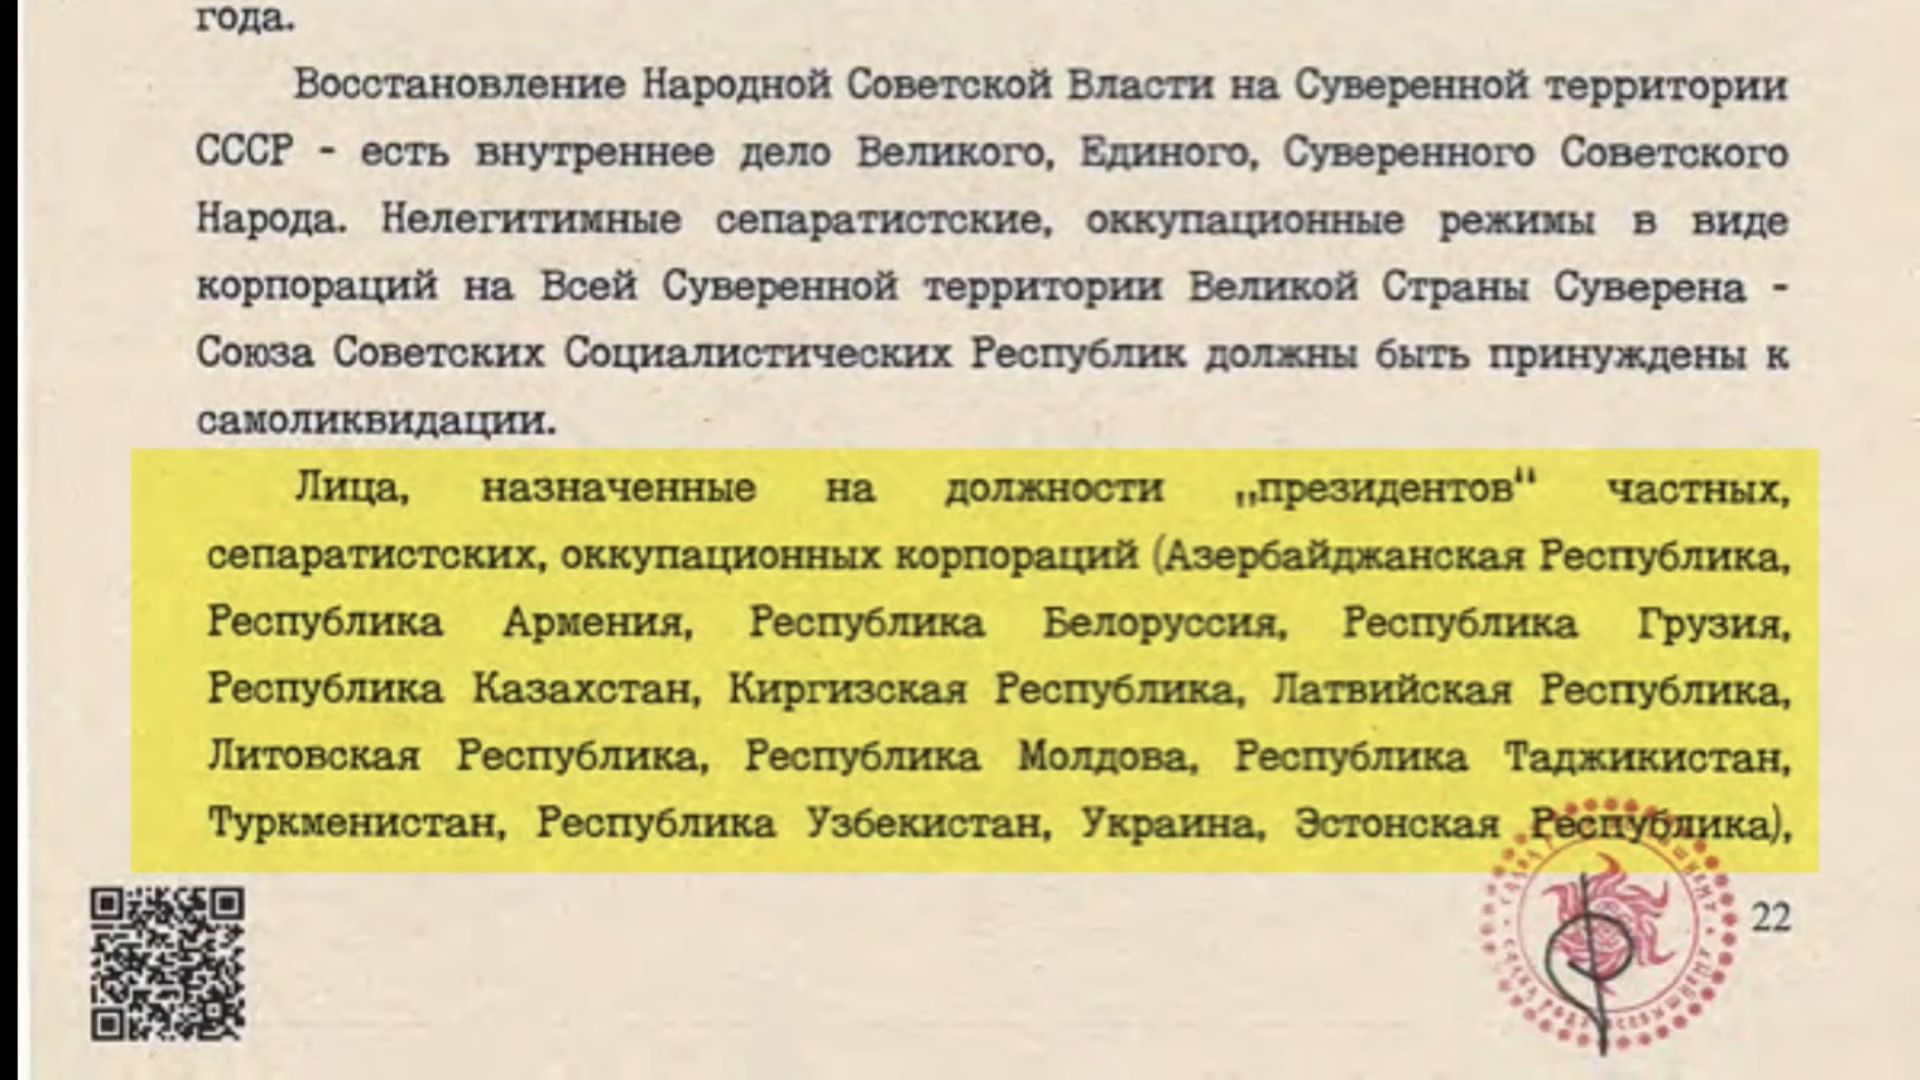 года.
Восстановление Народной Советской Власти на Суверенной территории
СССР - есть внутреннее дело Великого, Единого, Суверенного Советского
Народа. Нелегитимные сепаратистские, оккупационные режимы в виде
корпораций на Всей Суверенной территории Великой Страны Суверена -
Союза Советских Социалистических Республик должны быть принуждены к
самоликвидации.
Лица, назначенные на должности „президентов“ частных,
сепаратистских, оккупационных корпораций (Азербайджанская Республика,
Республика Армения, Республика Белоруссия, Республика Грузия,
Республика Казахстан, Киргизская Республика, Латвийская Республика,
Литовская Республика, Республика Молдова, Республика Таджикистан,
Туркменистан, Республика Узбекистан, Украина, Эстонская Республика),
22